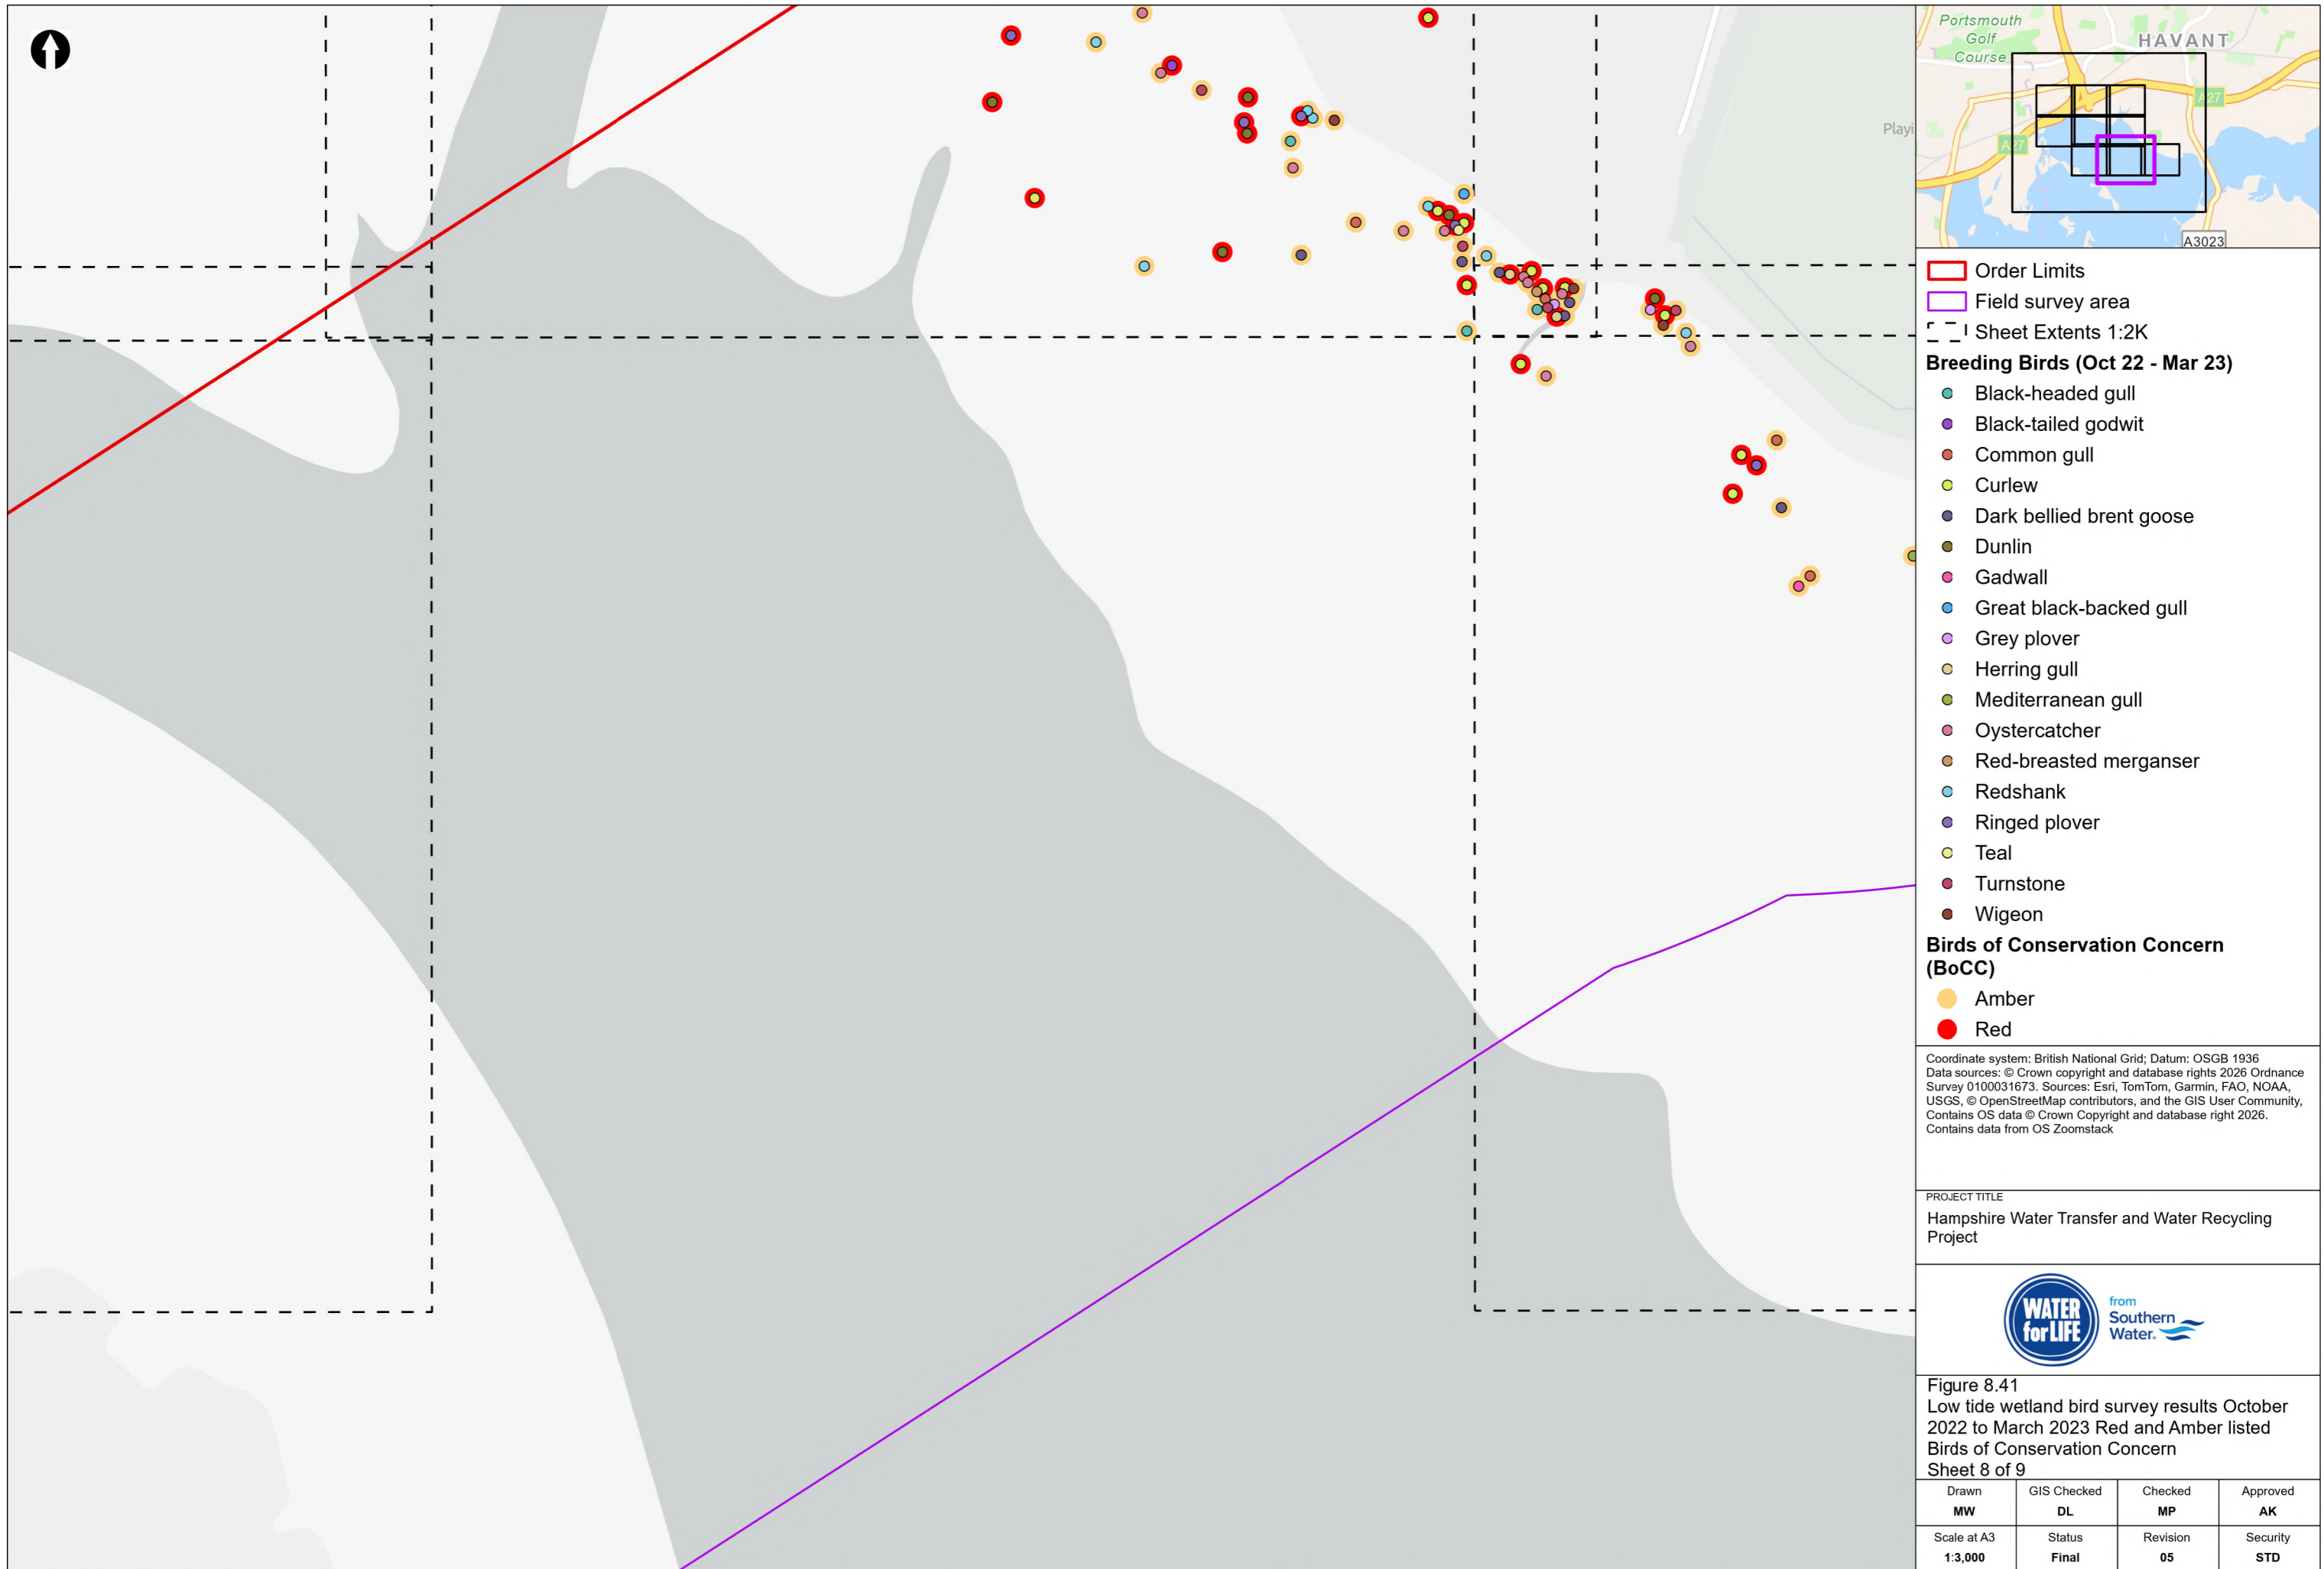 Playi
Portsmouth
Golf
Course
HAVANT
A27
A27
A3023
Order Limits
Field survey area
Sheet Extents 1:2K
Breeding Birds (Oct 22 - Mar 23)
Black-headed gull
Black-tailed godwit
Common gull
Curlew
Dark bellied brent goose
Dunlin
Gadwall
Great black-backed gull
Grey plover
Herring gull
Mediterranean gull
Oystercatcher
Red-breasted merganser
Redshank
Ringed plover
Teal
Turnstone
Wigeon
Birds of Conservation Concern
(BoCC)
Amber
Red
Coordinate system: British National Grid; Datum: OSGB 1936
Data sources: © Crown copyright and database rights 2026 Ordnance
Survey 0100031673. Sources: Esri, TomTom, Garmin, FAO, NOAA,
USGS, © OpenStreetMap contributors, and the GIS User Community,
Contains OS data © Crown Copyright and database right 2026.
Contains data from OS Zoomstack
PROJECT TITLE
Hampshire Water Transfer and Water Recycling
Project
WATER
for LIFE
from
Southern
Water.
Figure 8.41
Low tide wetland bird survey results October
2022 to March 2023 Red and Amber listed
Birds of Conservation Concern
Sheet 8 of 9
Drawn GIS Checked Checked Approved
MW DL MP AK
Scale at A3 Status Revision Security
1:3,000 Final 05 STD